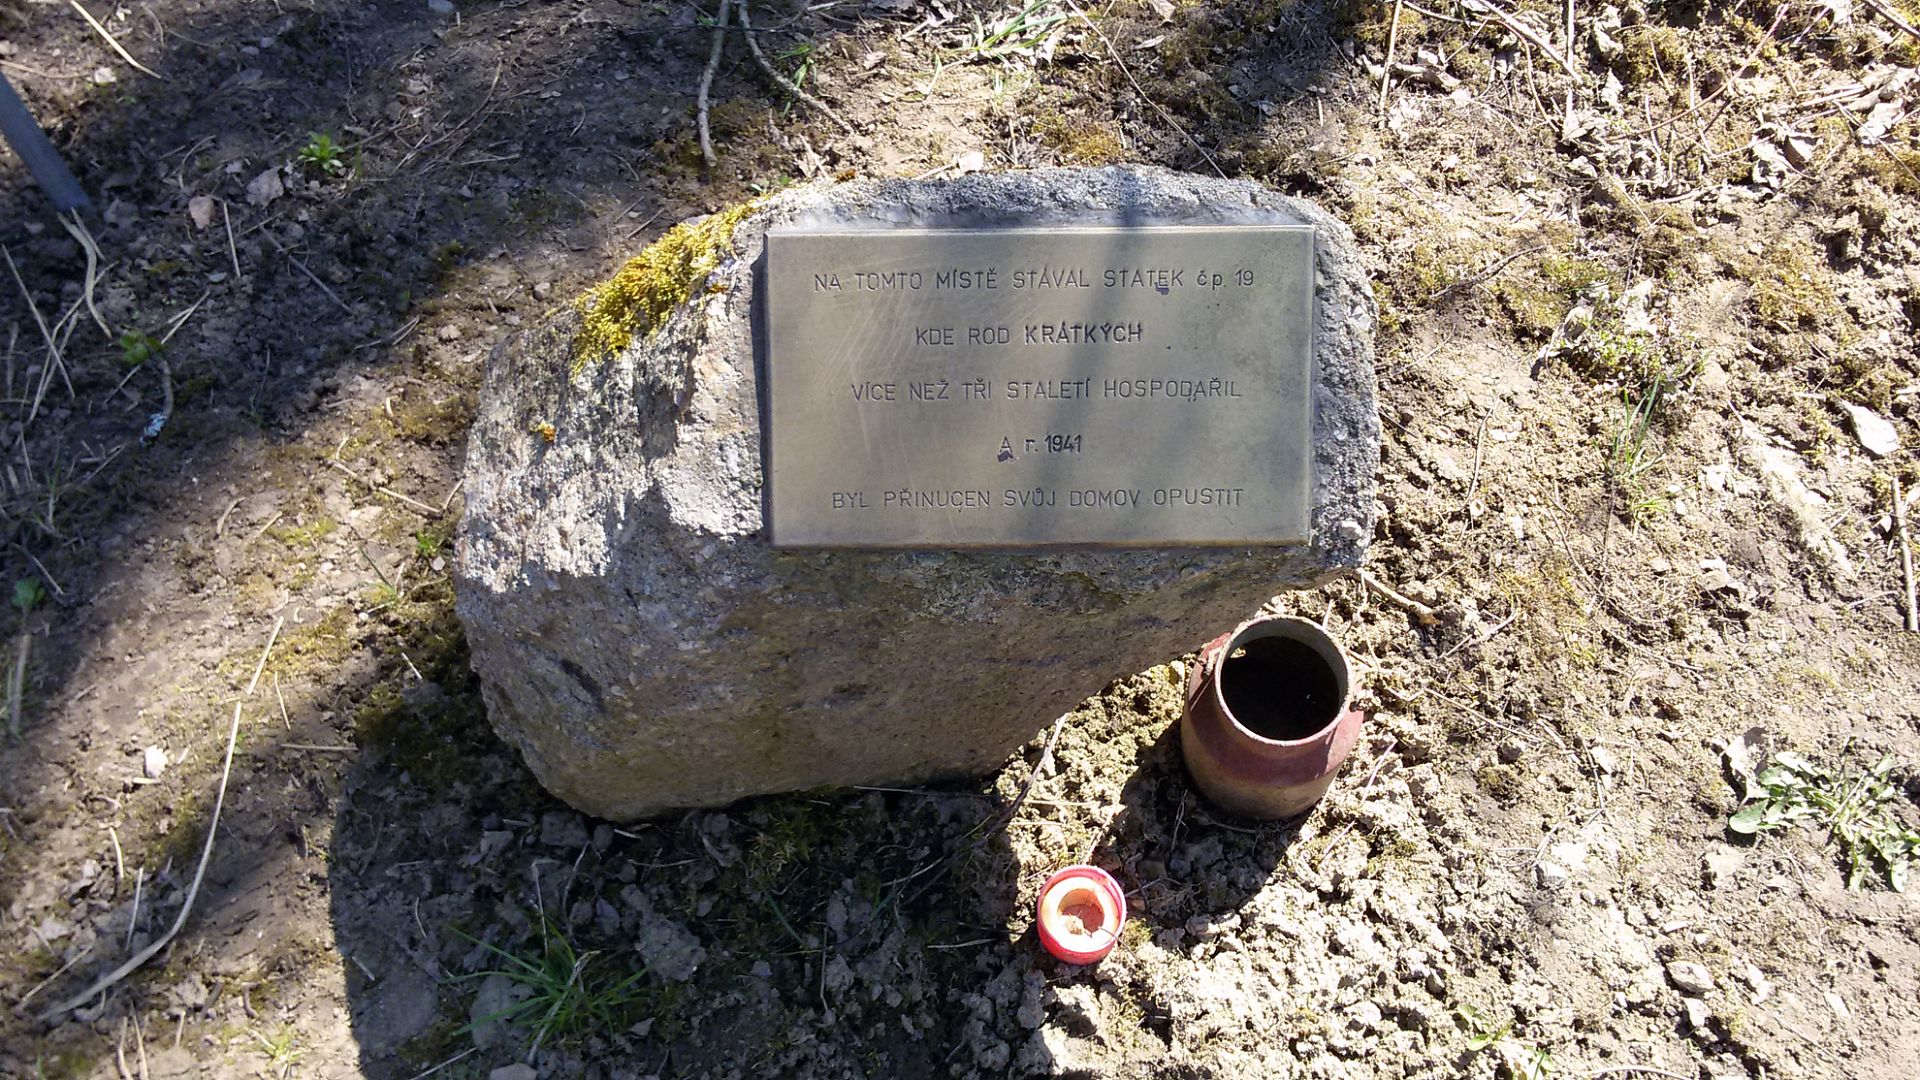 NA TOMTO MÍSTĚ STÁVAL STATEK čp. 19
KDE ROD KRÁTKÝCH
VÍCE NEŽ TŘI STALETÍ HOSPODAŘIL
A r. 1941
BYL PŘINUCEN SVŮJ DOMOV OPUSTIT